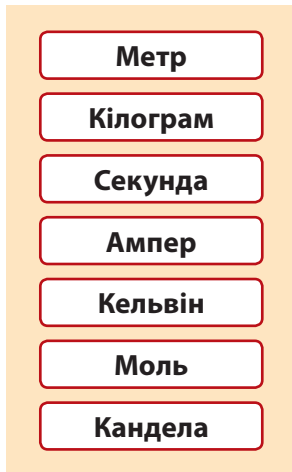 Метр
Кілограм
Секунда
Ампер
Кельвін
Моль
Кандела